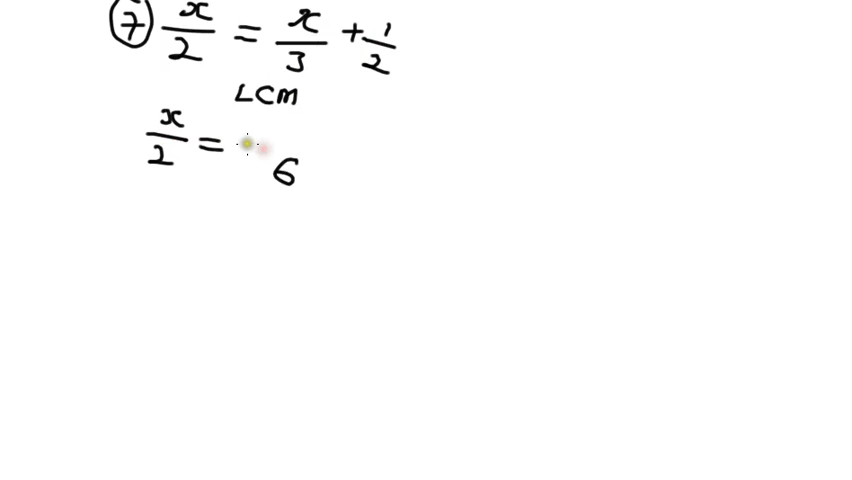 ⑦ x/2 = x/3 + 1/2
LCM
x/2 =
6